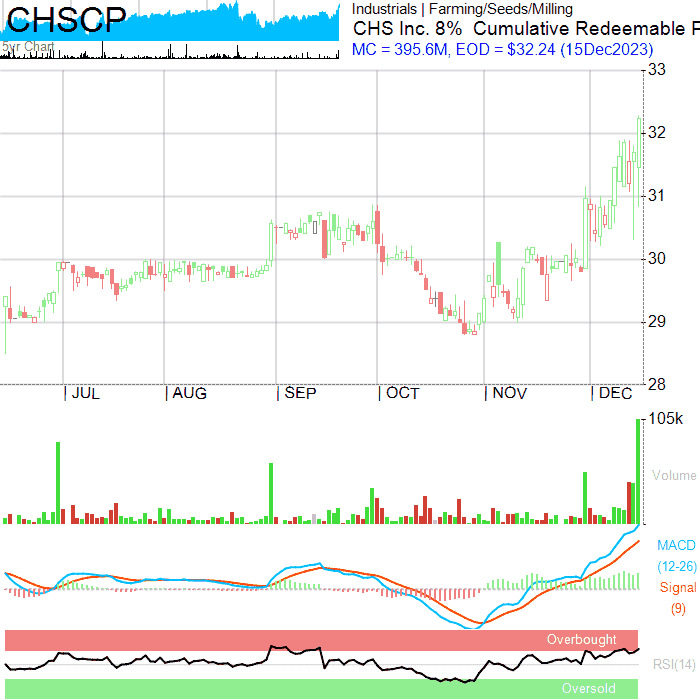 CHSCP
5yr Chart
Industrials | Farming/Seeds/Milling
CHS Inc. 8% Cumulative Redeemable P
MC = 395.6M, EOD = $32.24 (15Dec2023)
33
32
31
30
29
28
| JUL | AUG | SEP | OCT | NOV | DEC
105k
Volume
MACD
(12-26)
Signal
(9)
Overbought
RSI(14)
Oversold